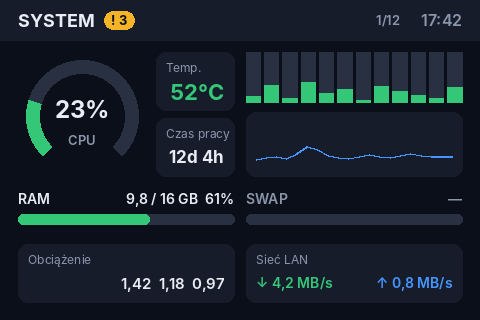 SYSTEM ! 3 1/12 17:42
23%
CPU
Temp.
52°C
Czas pracy
12d 4h
RAM 9,8 / 16 GB 61%
SWAP —
Obciążenie
1,42 1,18 0,97
Sieć LAN
↓ 4,2 MB/s ↑ 0,8 MB/s